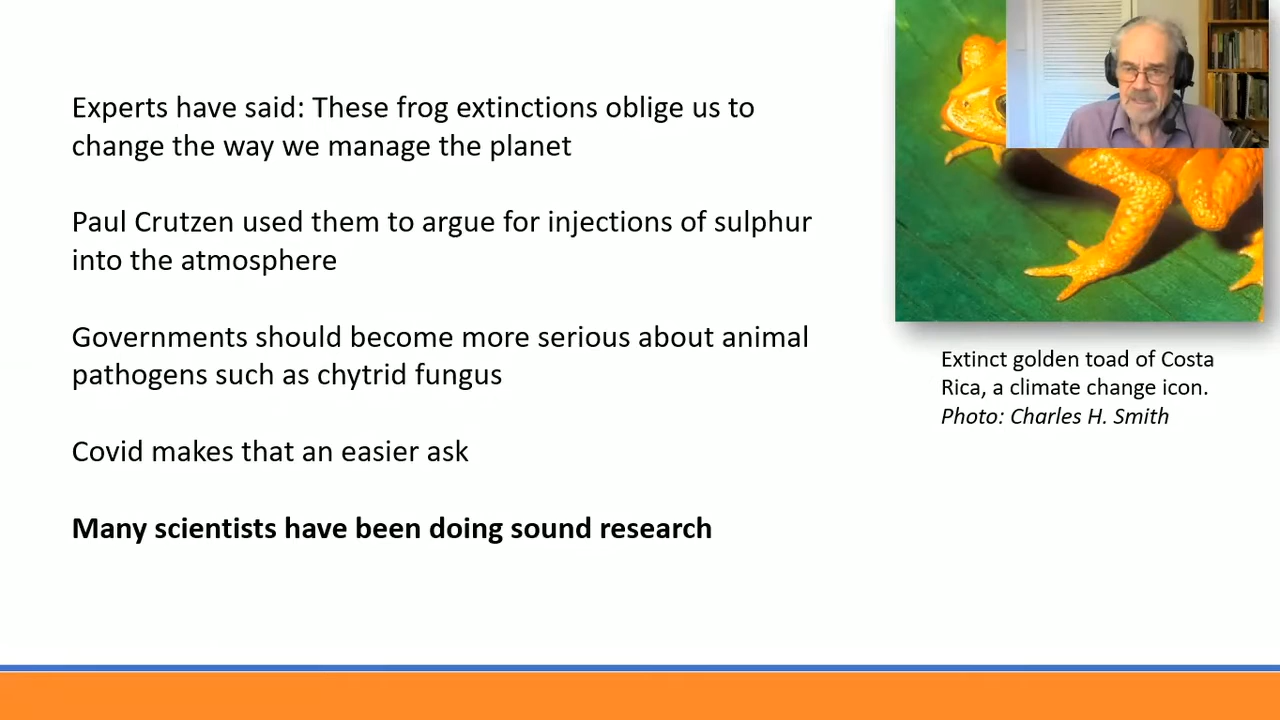 Experts have said: These frog extinctions oblige us to
change the way we manage the planet
Paul Crutzen used them to argue for injections of sulphur
into the atmosphere
Governments should become more serious about animal
pathogens such as chytrid fungus
Covid makes that an easier ask
Many scientists have been doing sound research
Extinct golden toad of Costa
Rica, a climate change icon.
Photo: Charles H. Smith